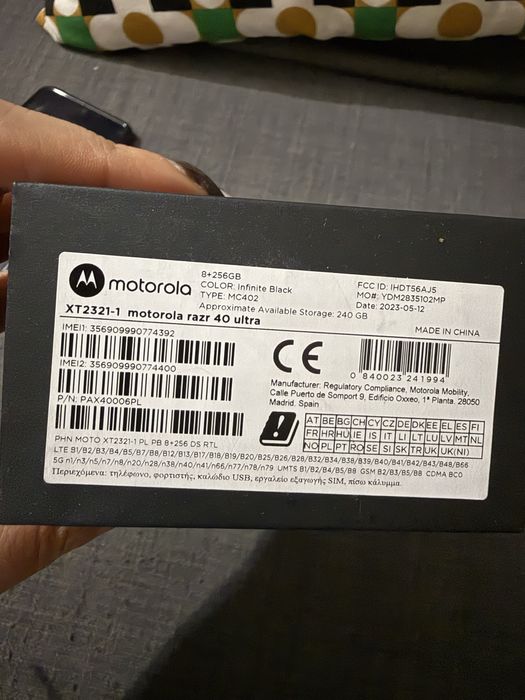 motorola
8+256GB
COLOR: Infinite Black
TYPE: MC402
Approximate Available Storage: 240 GB
FCC ID: IHDT56AJ5
MO#: YDM2835102MP
Date: 2023-05-12
XT2321-1 motorola razr 40 ultra
MADE IN CHINA
IMEI1: 356909990774392
IMEI2: 356909990774400
P/N: PAX40006PL
CE
0 840023 241994
Manufacturer: Regulatory Compliance, Motorola Mobility,
Calle Puerto de Somport 9, Edificio Oxxeo, 1ª Planta. 28050
Madrid. Spain
AT BE BG CH CY CZ DE DK EE EL ES FI
FR HR HU IE IS IT LI LT LU LV MT NL
NO PL PT RO SE SI SK TR UK UK(NI)
PHN MOTO XT2321-1 PL PB 8+256 DS RTL
LTE B1/B2/B3/B4/B5/B7/B8/B12/B13/B17/B18/B19/B20/B25/B26/B28/B32/B34/B38/B39/B40/B41/B42/B43/B48/B66
5G n1/n3/n5/n7/n8/n20/n28/n38/n40/n41/n66/n77/n78/n79 UMTS B1/B2/B4/B5/B8 GSM B2/B3/B5/B8 CDMA BC0
Περιεχόμενα: τηλέφωνο, φορτιστής, καλώδιο USB, εργαλείο εξαγωγής SIM, πίσω κάλυμμα.